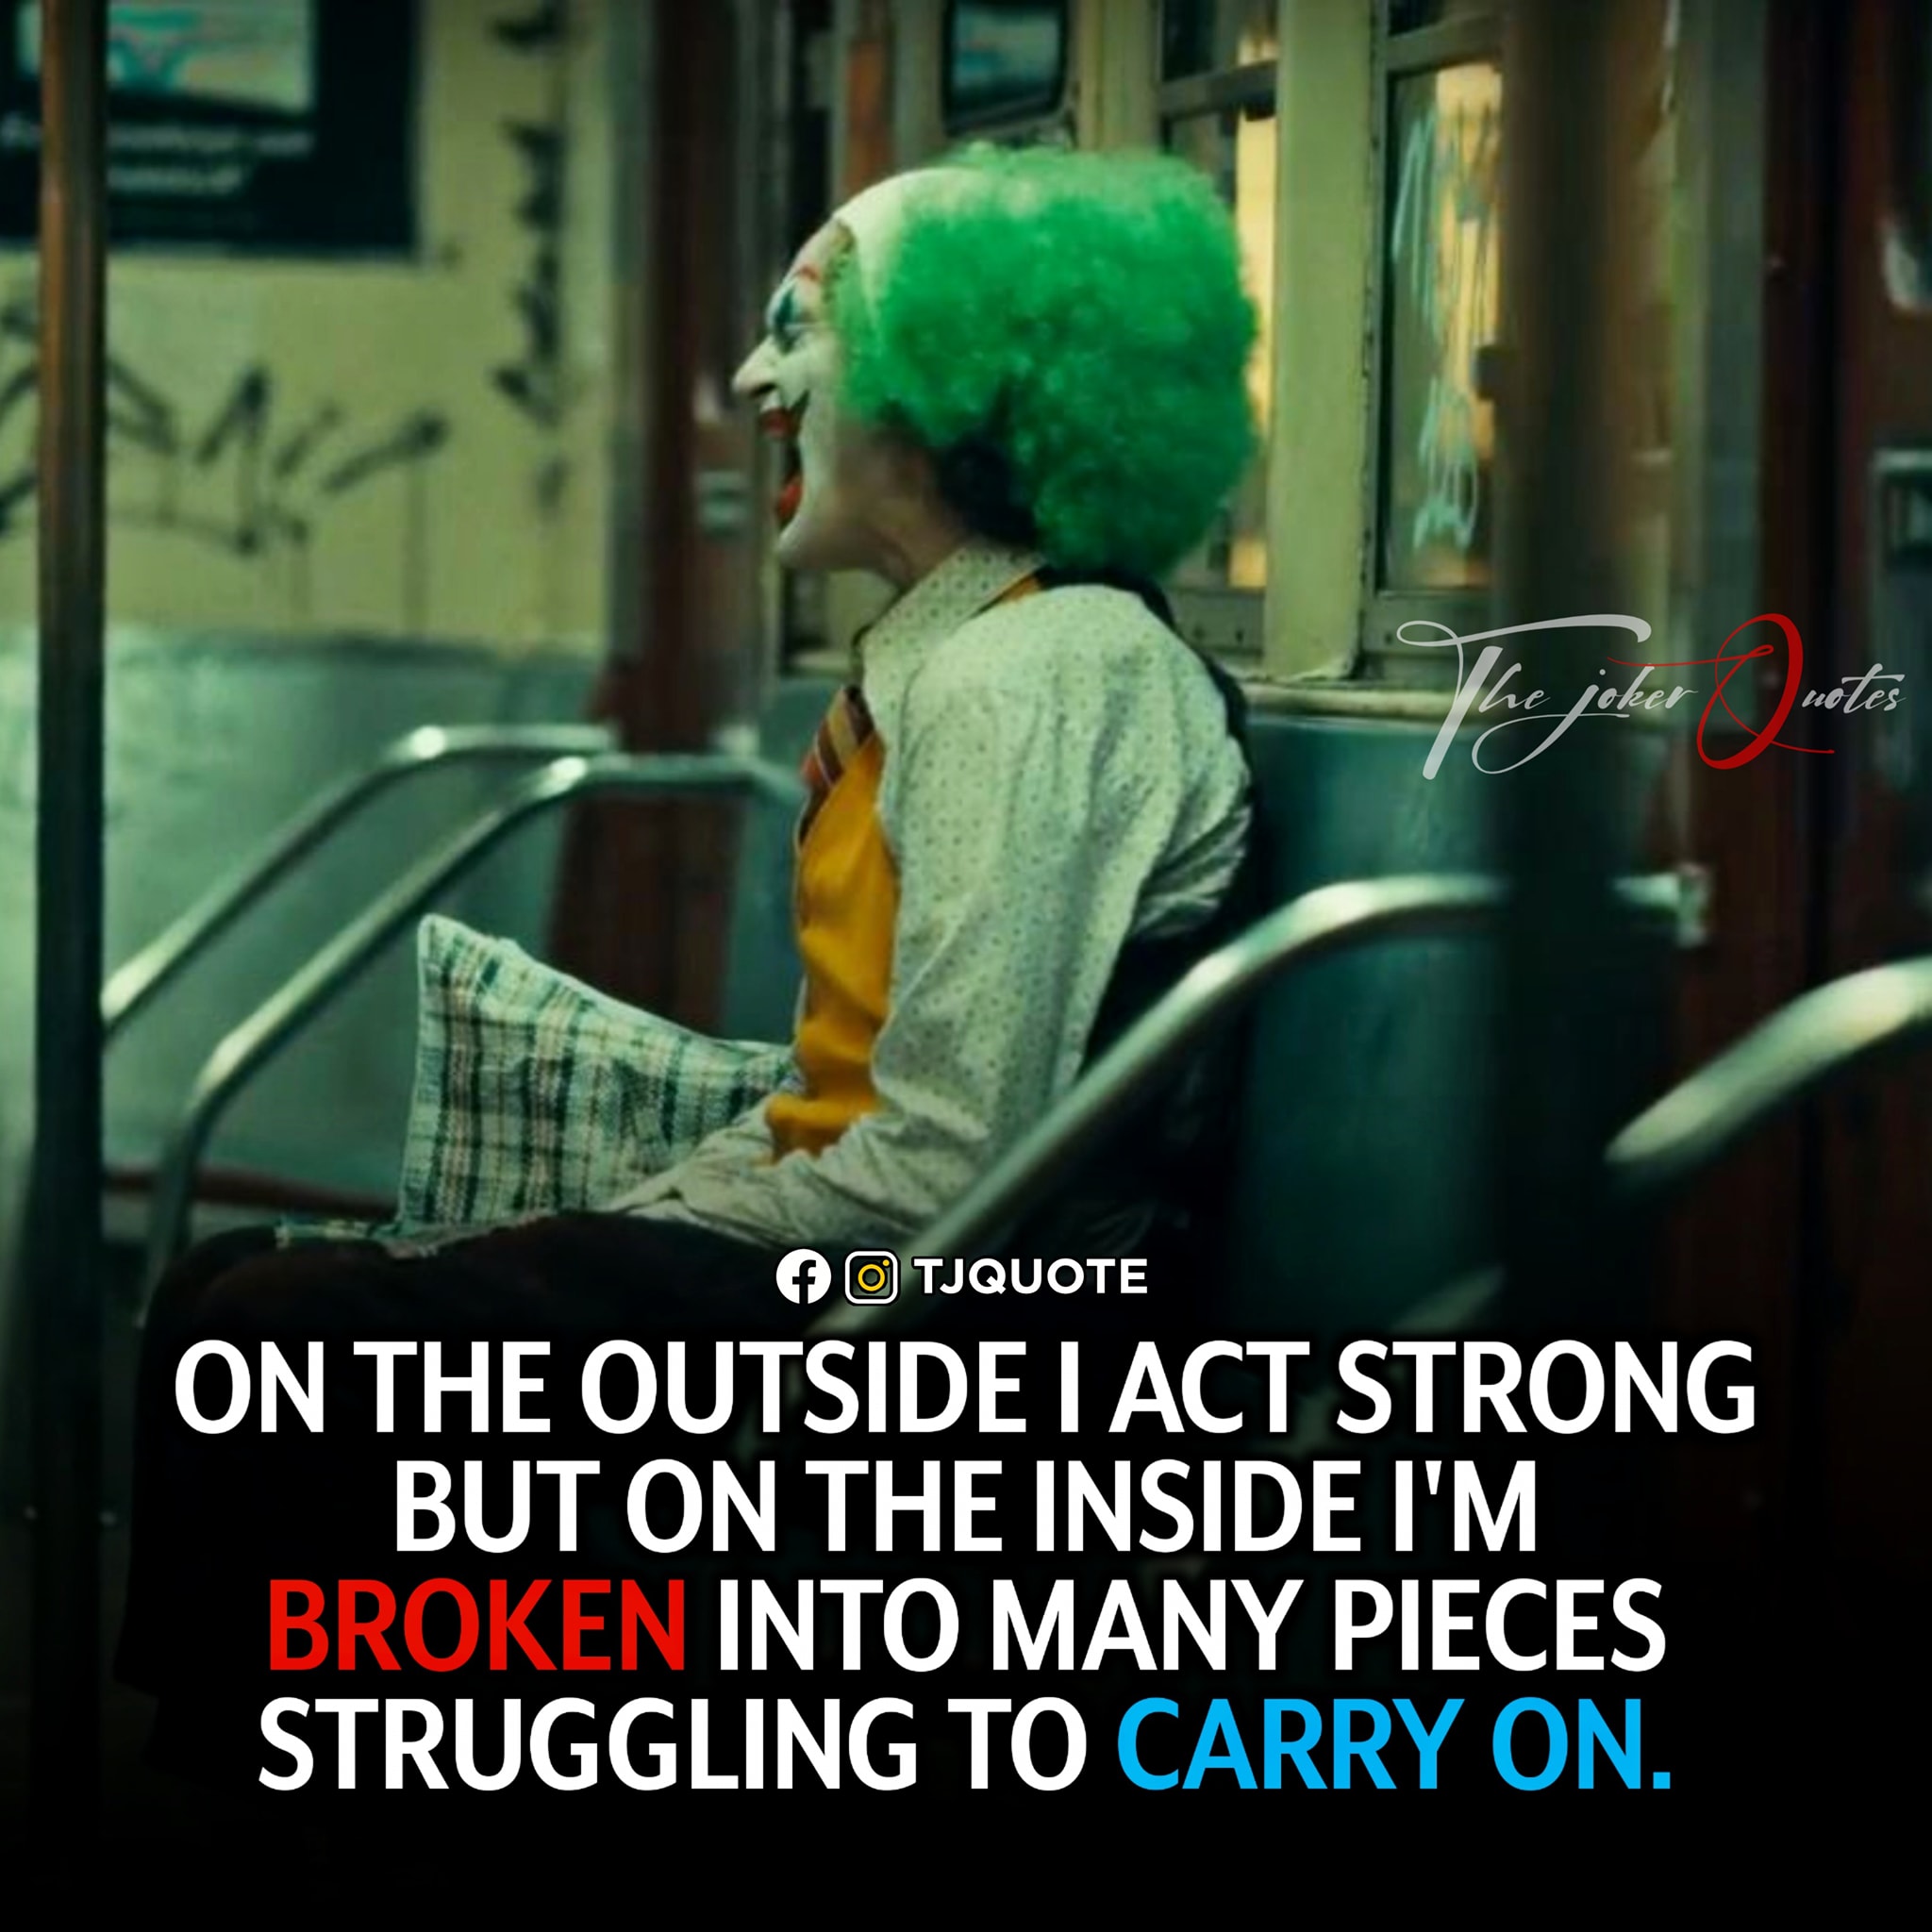 The joker Quotes
TJQUOTE
ON THE OUTSIDE I ACT STRONG
BUT ON THE INSIDE I'M
BROKEN INTO MANY PIECES
STRUGGLING TO CARRY ON.